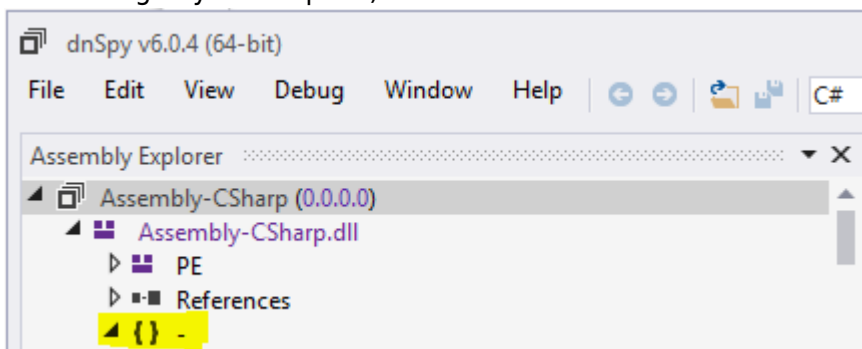 dnSpy v6.0.4 (64-bit)
File Edit View Debug Window Help C#
Assembly Explorer
Assembly-CSharp (0.0.0.0)
Assembly-CSharp.dll
PE
References
{ } -